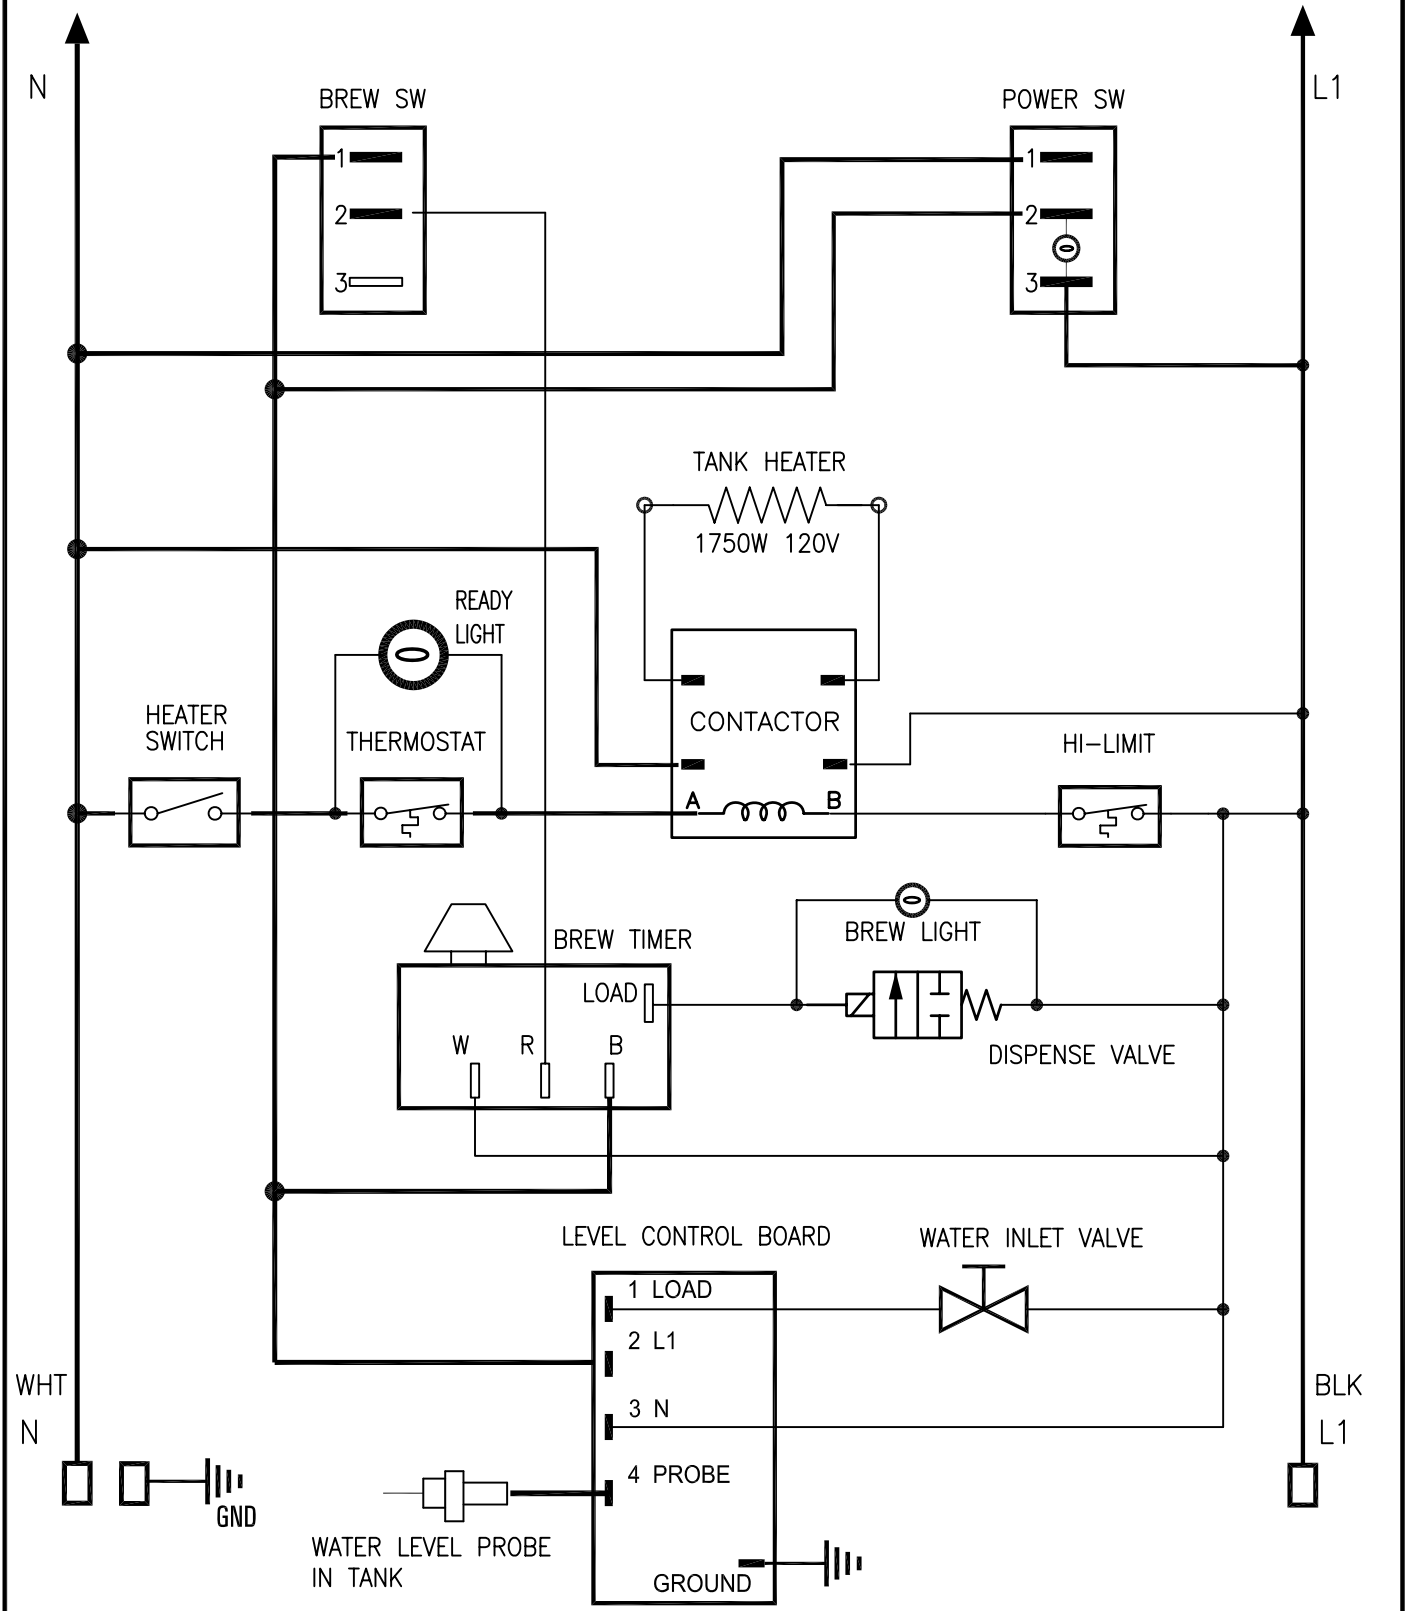 N
L1
BREW SW
POWER SW
1
2
3
1
2
3
TANK HEATER
1750W 120V
READY
LIGHT
HEATER
SWITCH
THERMOSTAT
CONTACTOR
HI-LIMIT
A
B
BREW LIGHT
BREW TIMER
LOAD
W R B
DISPENSE VALVE
LEVEL CONTROL BOARD
WATER INLET VALVE
1 LOAD
2 L1
3 N
4 PROBE
GROUND
WHT
N
BLK
L1
GND
WATER LEVEL PROBE
IN TANK